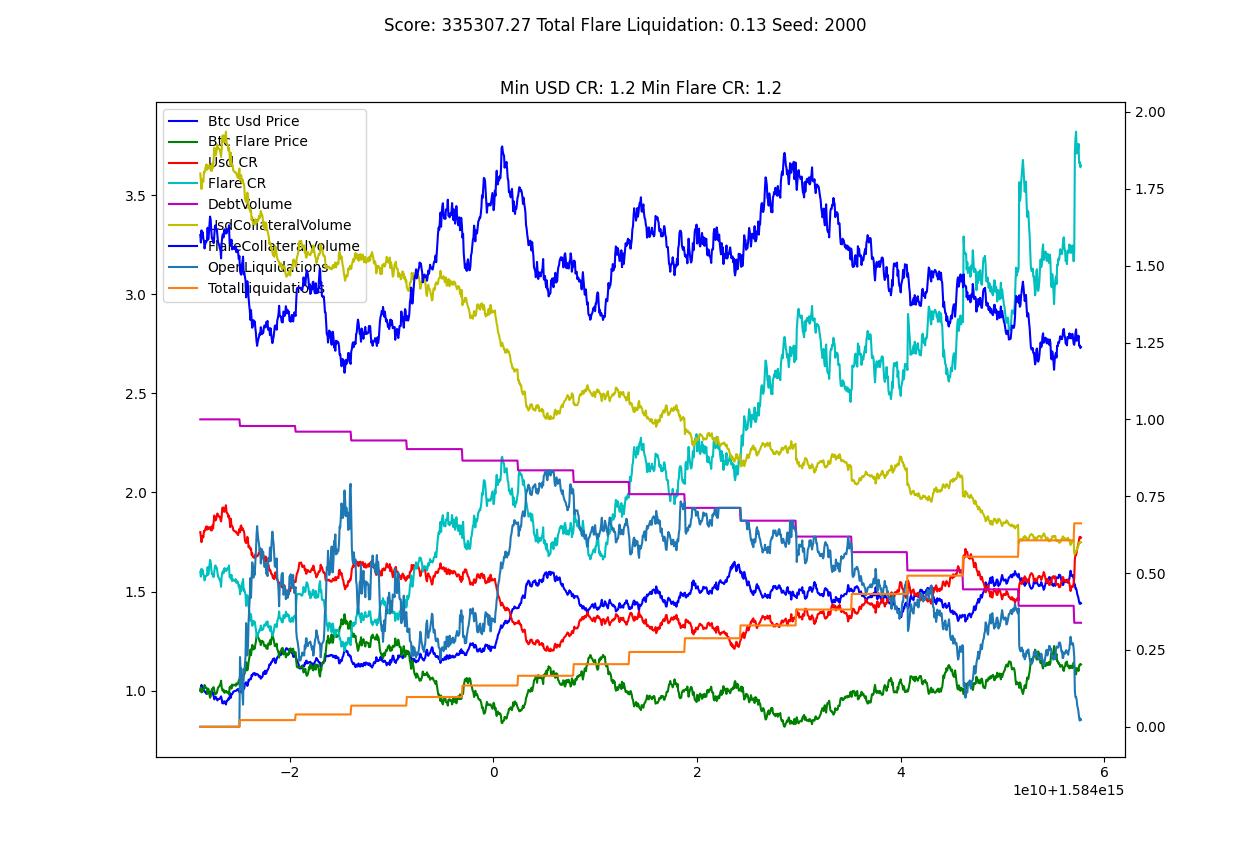 Score: 335307.27 Total Flare Liquidation: 0.13 Seed: 2000
Min USD CR: 1.2 Min Flare CR: 1.2
Btc Usd Price
Btc Flare Price
Usd CR
Flare CR
DebtVolume
UsdCollateralVolume
FlareCollateralVolume
OpenLiquidations
TotalLiquidations
3.5
3.0
2.5
2.0
1.5
1.0
2.00
1.75
1.50
1.25
1.00
0.75
0.50
0.25
0.00
−2
0
2
4
6
1e10+1.584e15